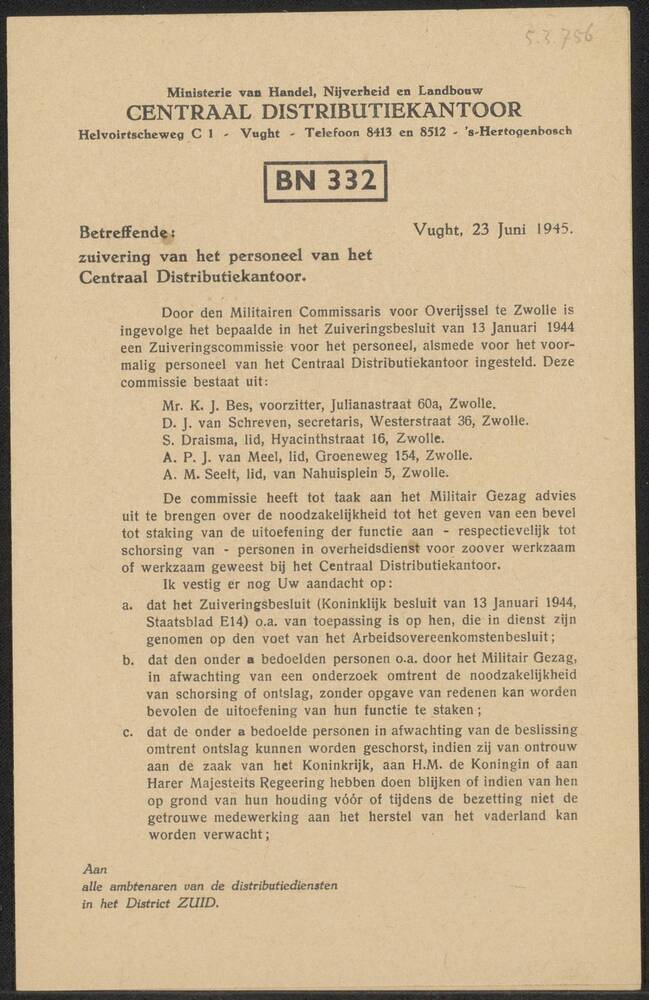 5.3.756
Ministerie van Handel, Nijverheid en Landbouw
CENTRAAL DISTRIBUTIEKANTOOR
Helvoirtscheweg C 1 - Vught - Telefoon 8413 en 8512 - 's-Hertogenbosch
BN 332
Betreffende:
Vught, 23 Juni 1945.
zuivering van het personeel van het
Centraal Distributiekantoor.
Door den Militairen Commissaris voor Overijssel te Zwolle is
ingevolge het bepaalde in het Zuiveringsbesluit van 13 Januari 1944
een Zuiveringscommissie voor het personeel, alsmede voor het voor-
malig personeel van het Centraal Distributiekantoor ingesteld. Deze
commissie bestaat uit:
Mr. K. J. Bes, voorzitter, Julianastraat 60a, Zwolle.
D. J. van Schreven, secretaris, Westerstraat 36, Zwolle.
S. Draisma, lid, Hyacinthstraat 16, Zwolle.
A. P. J. van Meel, lid, Groeneweg 154, Zwolle.
A. M. Seelt, lid, van Nahuisplein 5, Zwolle.
De commissie heeft tot taak aan het Militair Gezag advies
uit te brengen over de noodzakelijkheid tot het geven van een bevel
tot staking van de uitoefening der functie aan - respectievelijk tot
schorsing van - personen in overheidsdienst voor zoover werkzaam
of werkzaam geweest bij het Centraal Distributiekantoor.
Ik vestig er nog Uw aandacht op:
a. dat het Zuiveringsbesluit (Koninklijk besluit van 13 Januari 1944,
Staatsblad E14) o.a. van toepassing is op hen, die in dienst zijn
genomen op den voet van het Arbeidsovereenkomstenbesluit;
b. dat den onder a bedoelden personen o.a. door het Militair Gezag,
in afwachting van een onderzoek omtrent de noodzakelijkheid
van schorsing of ontslag, zonder opgave van redenen kan worden
bevolen de uitoefening van hun functie te staken;
c. dat de onder a bedoelde personen in afwachting van de beslissing
omtrent ontslag kunnen worden geschorst, indien zij van ontrouw
aan de zaak van het Koninkrijk, aan H.M. de Koningin of aan
Harer Majesteits Regeering hebben doen blijken of indien van hen
op grond van hun houding vóór of tijdens de bezetting niet de
getrouwe medewerking aan het herstel van het vaderland kan
worden verwacht;
Aan
alle ambtenaren van de distributiediensten
in het District ZUID.